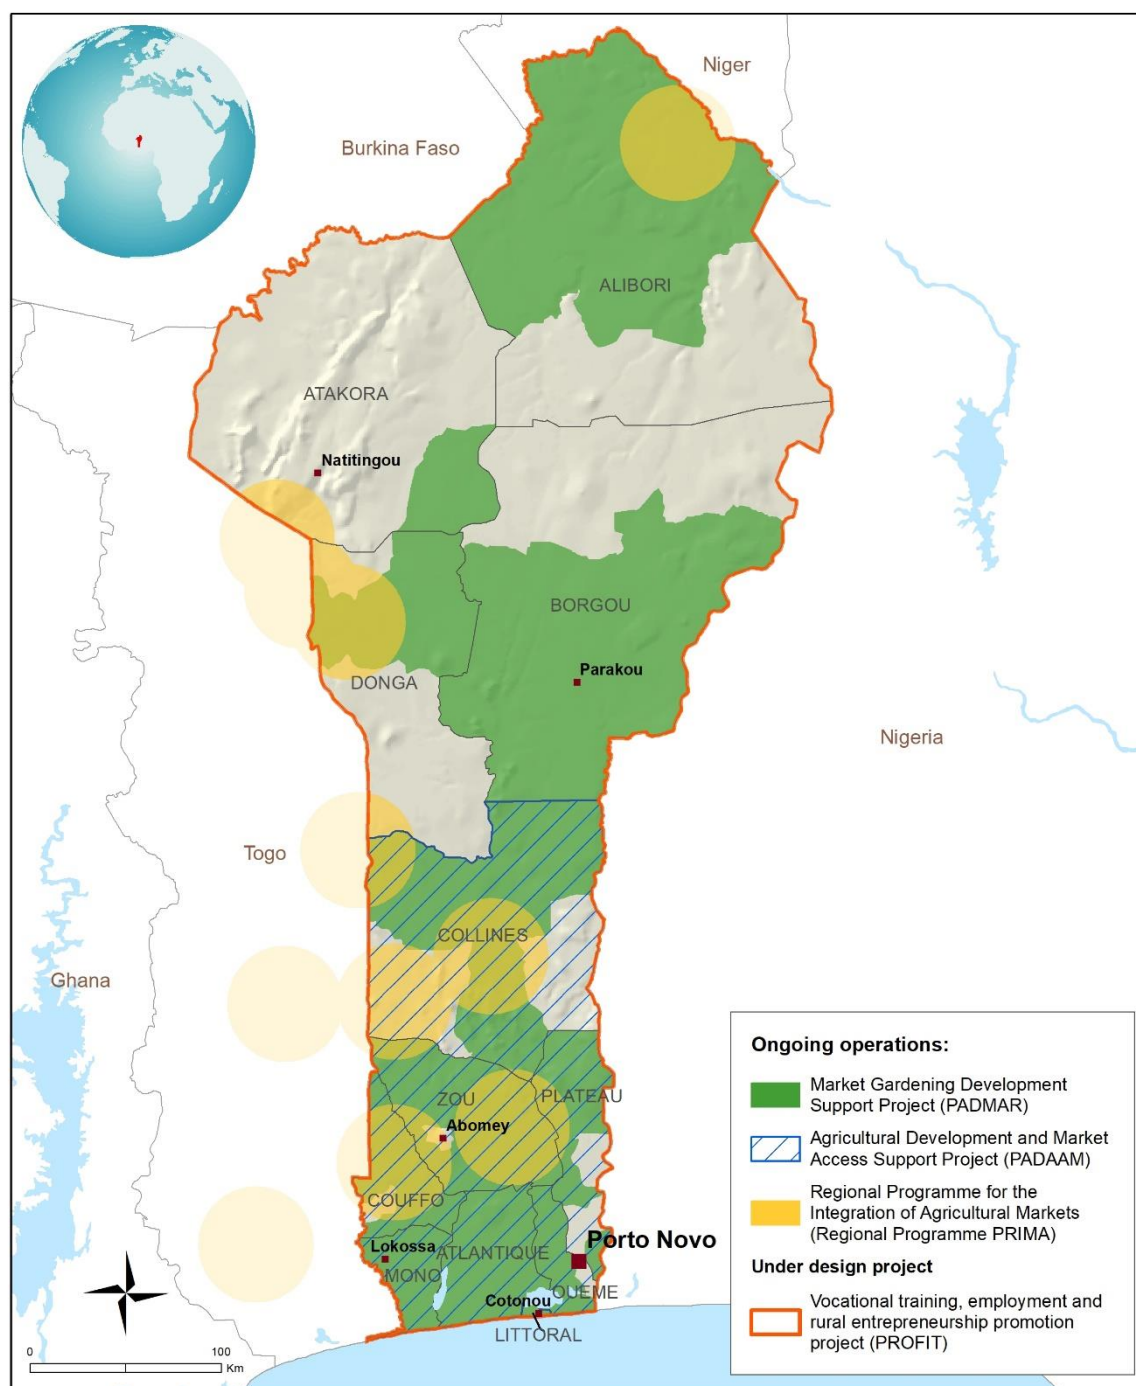 Niger
Burkina Faso
ALIBORI
ATAKORA
Natitingou
BORGOU
Parakou
DONGA
Nigeria
Togo
COLLINES
Ghana
ZOU
PLATEAU
Abomey
COUFFO
Lokossa
ATLANTIQUE
Porto Novo
MONO
OUEME
Cotonou
LITTORAL
0 100
Km
Ongoing operations:
Market Gardening Development
Support Project (PADMAR)
Agricultural Development and Market
Access Support Project (PADAAM)
Regional Programme for the
Integration of Agricultural Markets
(Regional Programme PRIMA)
Under design project
Vocational training, employment and
rural entrepreneurship promotion
project (PROFIT)